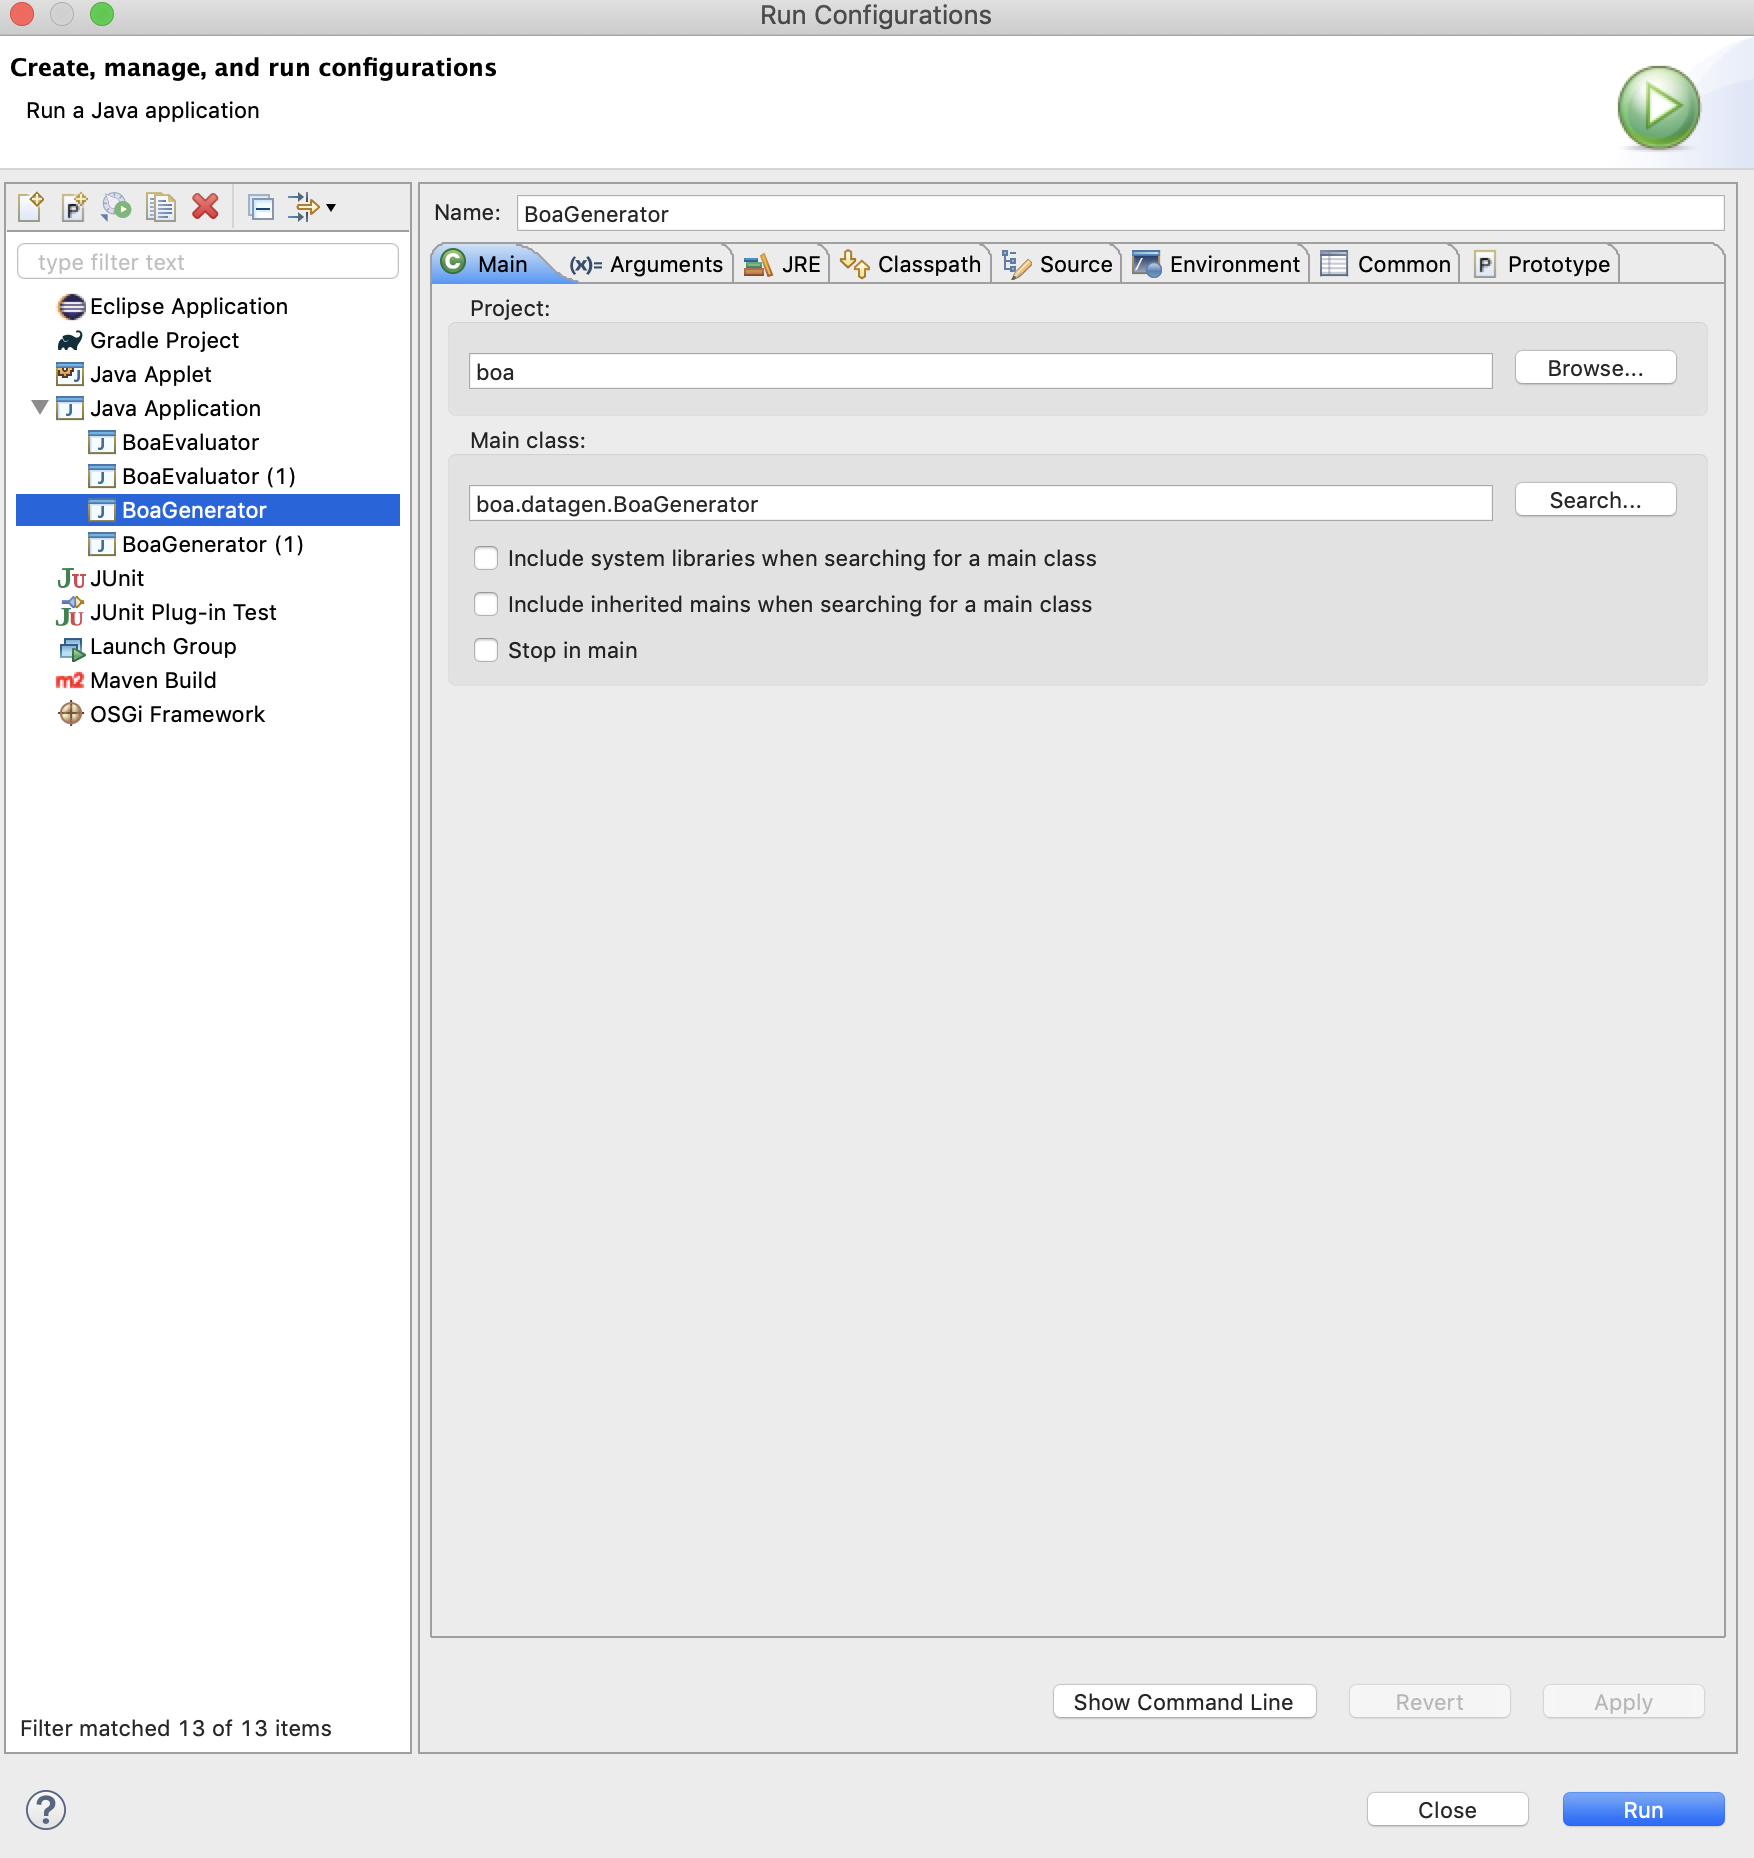 Run Configurations
Create, manage, and run configurations
Run a Java application
type filter text
Eclipse Application
Gradle Project
Java Applet
Java Application
BoaEvaluator
BoaEvaluator (1)
BoaGenerator
BoaGenerator (1)
JUnit
JUnit Plug-in Test
Launch Group
m2 Maven Build
OSGi Framework
Filter matched 13 of 13 items
Name: BoaGenerator
Main (x)= Arguments JRE Classpath Source Environment Common P Prototype
Project:
boa Browse...
Main class:
boa.datagen.BoaGenerator Search...
Include system libraries when searching for a main class
Include inherited mains when searching for a main class
Stop in main
Show Command Line Revert Apply
? Close Run